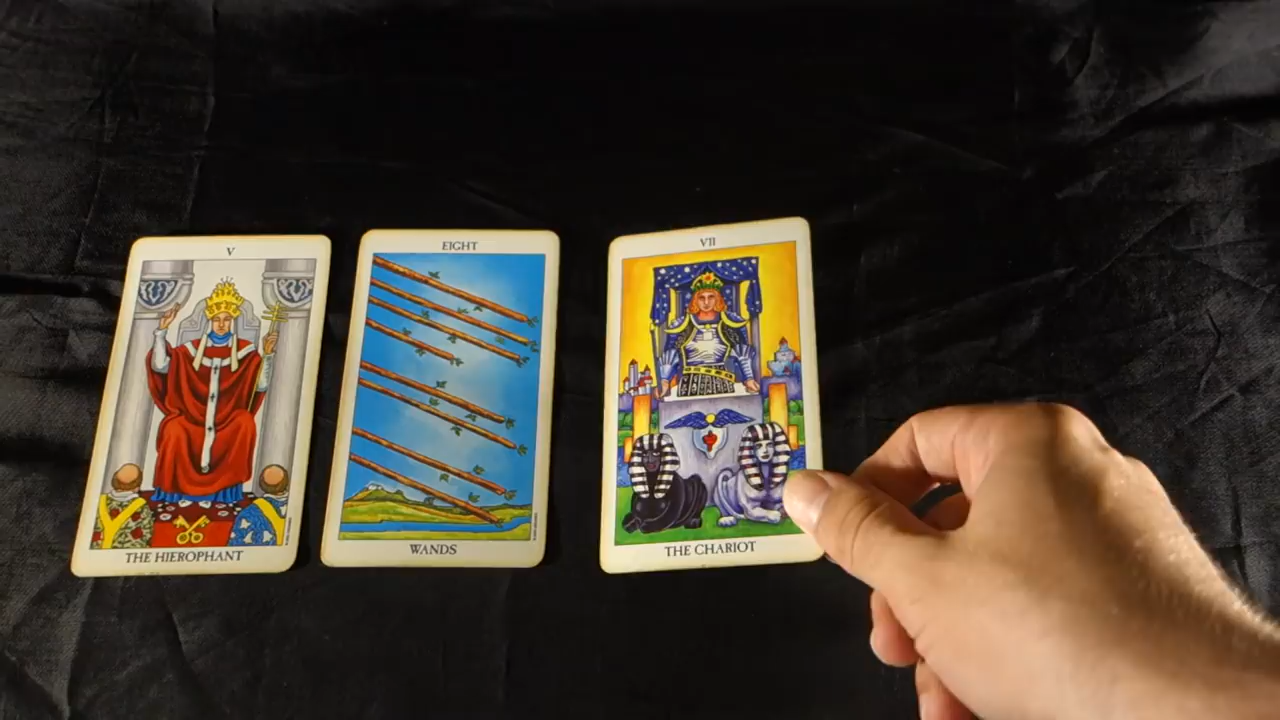 V
THE HIEROPHANT
EIGHT
WANDS
VII
THE CHARIOT